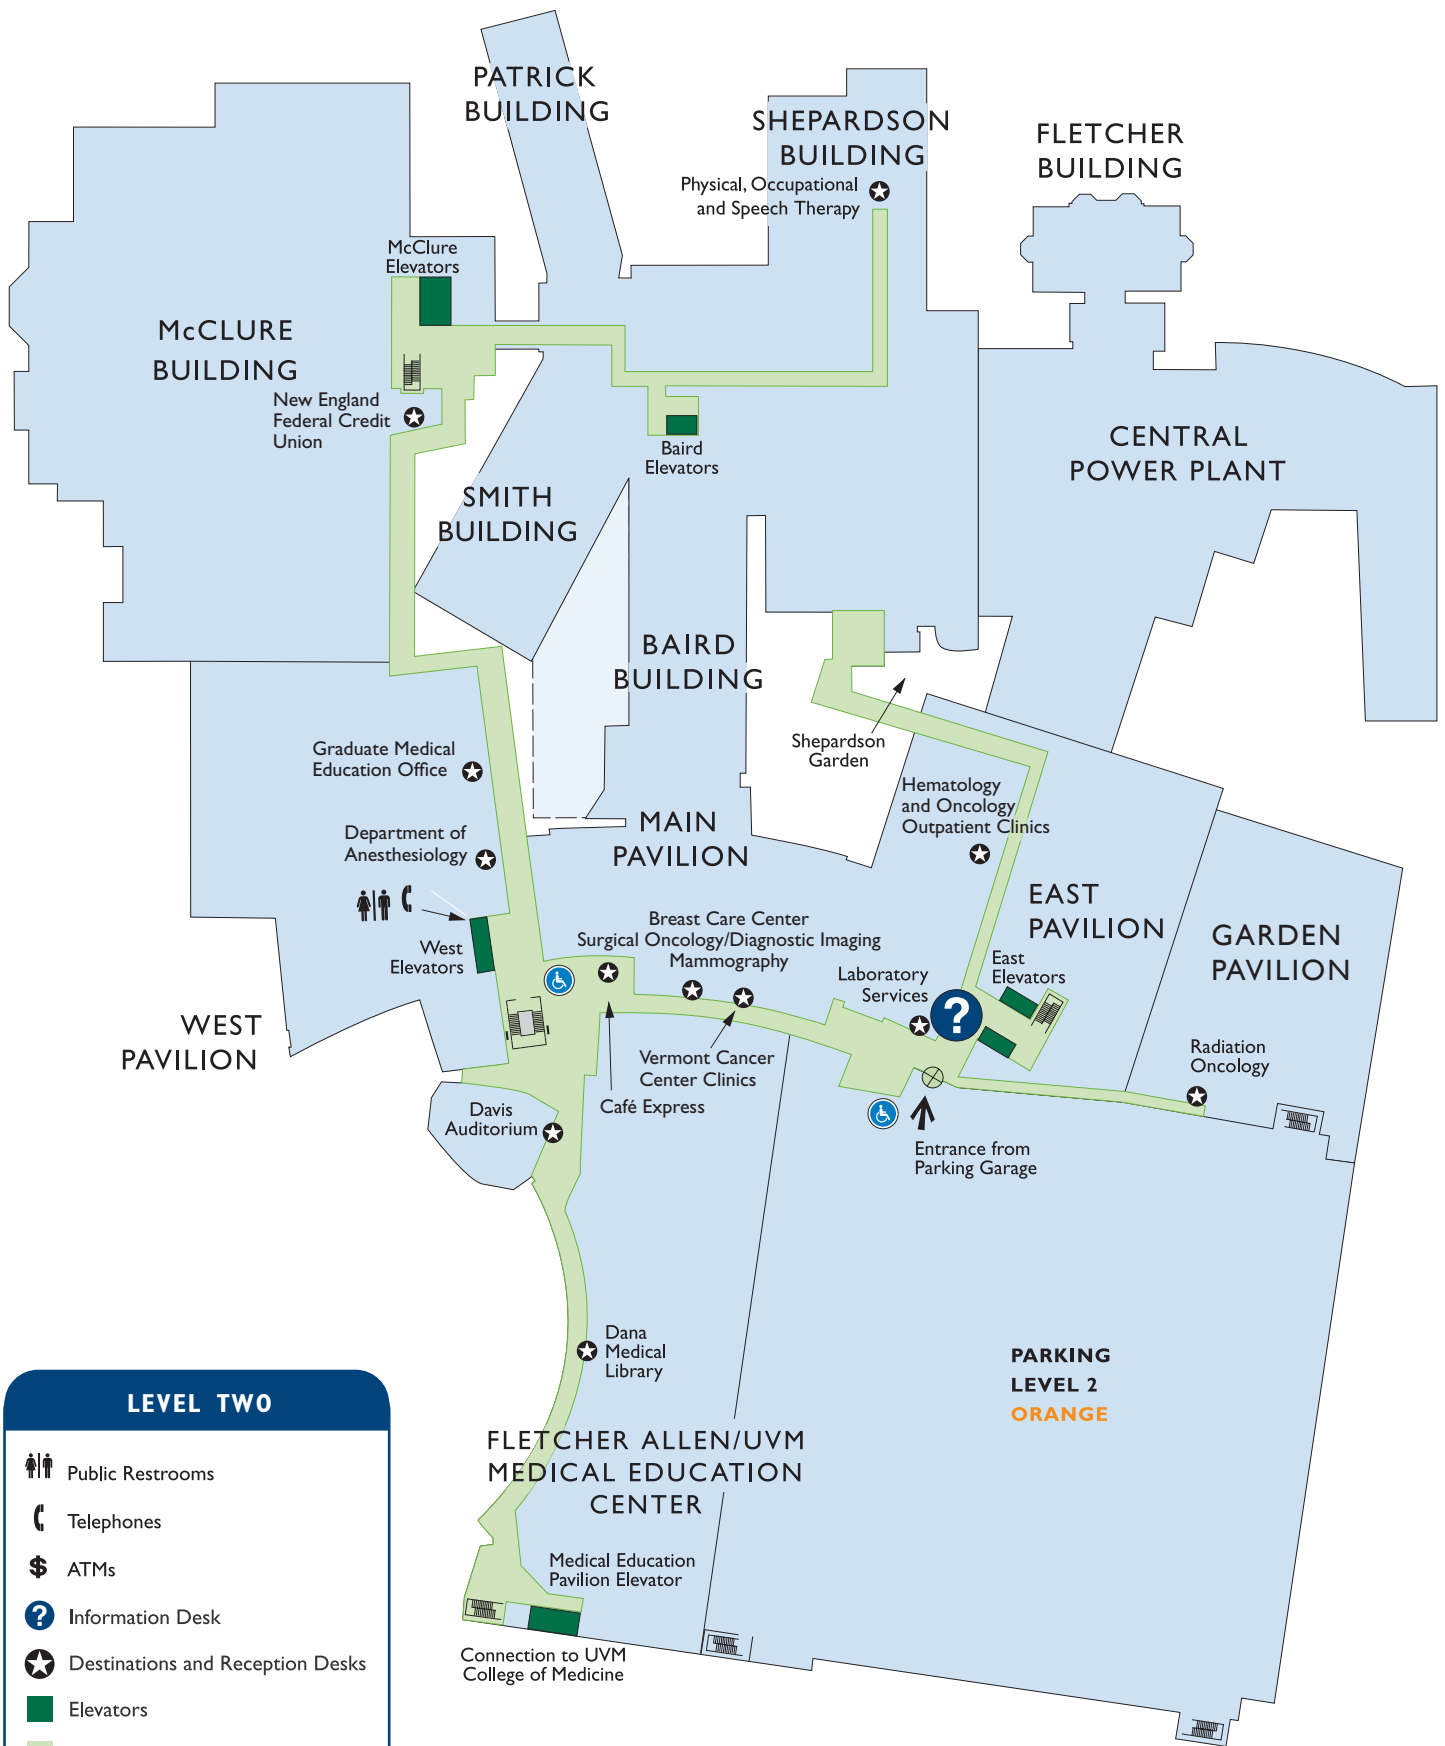 PATRICK
BUILDING
SHEPARDSON
BUILDING
FLETCHER
BUILDING
Physical, Occupational
and Speech Therapy
McClure
Elevators
McCLURE
BUILDING
New England
Federal Credit
Union
Baird
Elevators
CENTRAL
POWER PLANT
SMITH
BUILDING
BAIRD
BUILDING
Shepardson
Garden
Graduate Medical
Education Office
Hematology
and Oncology
Outpatient Clinics
Department of
Anesthesiology
MAIN
PAVILION
EAST
PAVILION
GARDEN
PAVILION
Breast Care Center
Surgical Oncology/Diagnostic Imaging
Mammography
West
Elevators
Laboratory
Services
East
Elevators
?
WEST
PAVILION
Vermont Cancer
Center Clinics
Café Express
Radiation
Oncology
Davis
Auditorium
Entrance from
Parking Garage
Dana
Medical
Library
PARKING
LEVEL 2
ORANGE
FLETCHER ALLEN/UVM
MEDICAL EDUCATION
CENTER
Medical Education
Pavilion Elevator
Connection to UVM
College of Medicine
LEVEL TWO
Public Restrooms
Telephones
$ ATMs
? Information Desk
Destinations and Reception Desks
Elevators